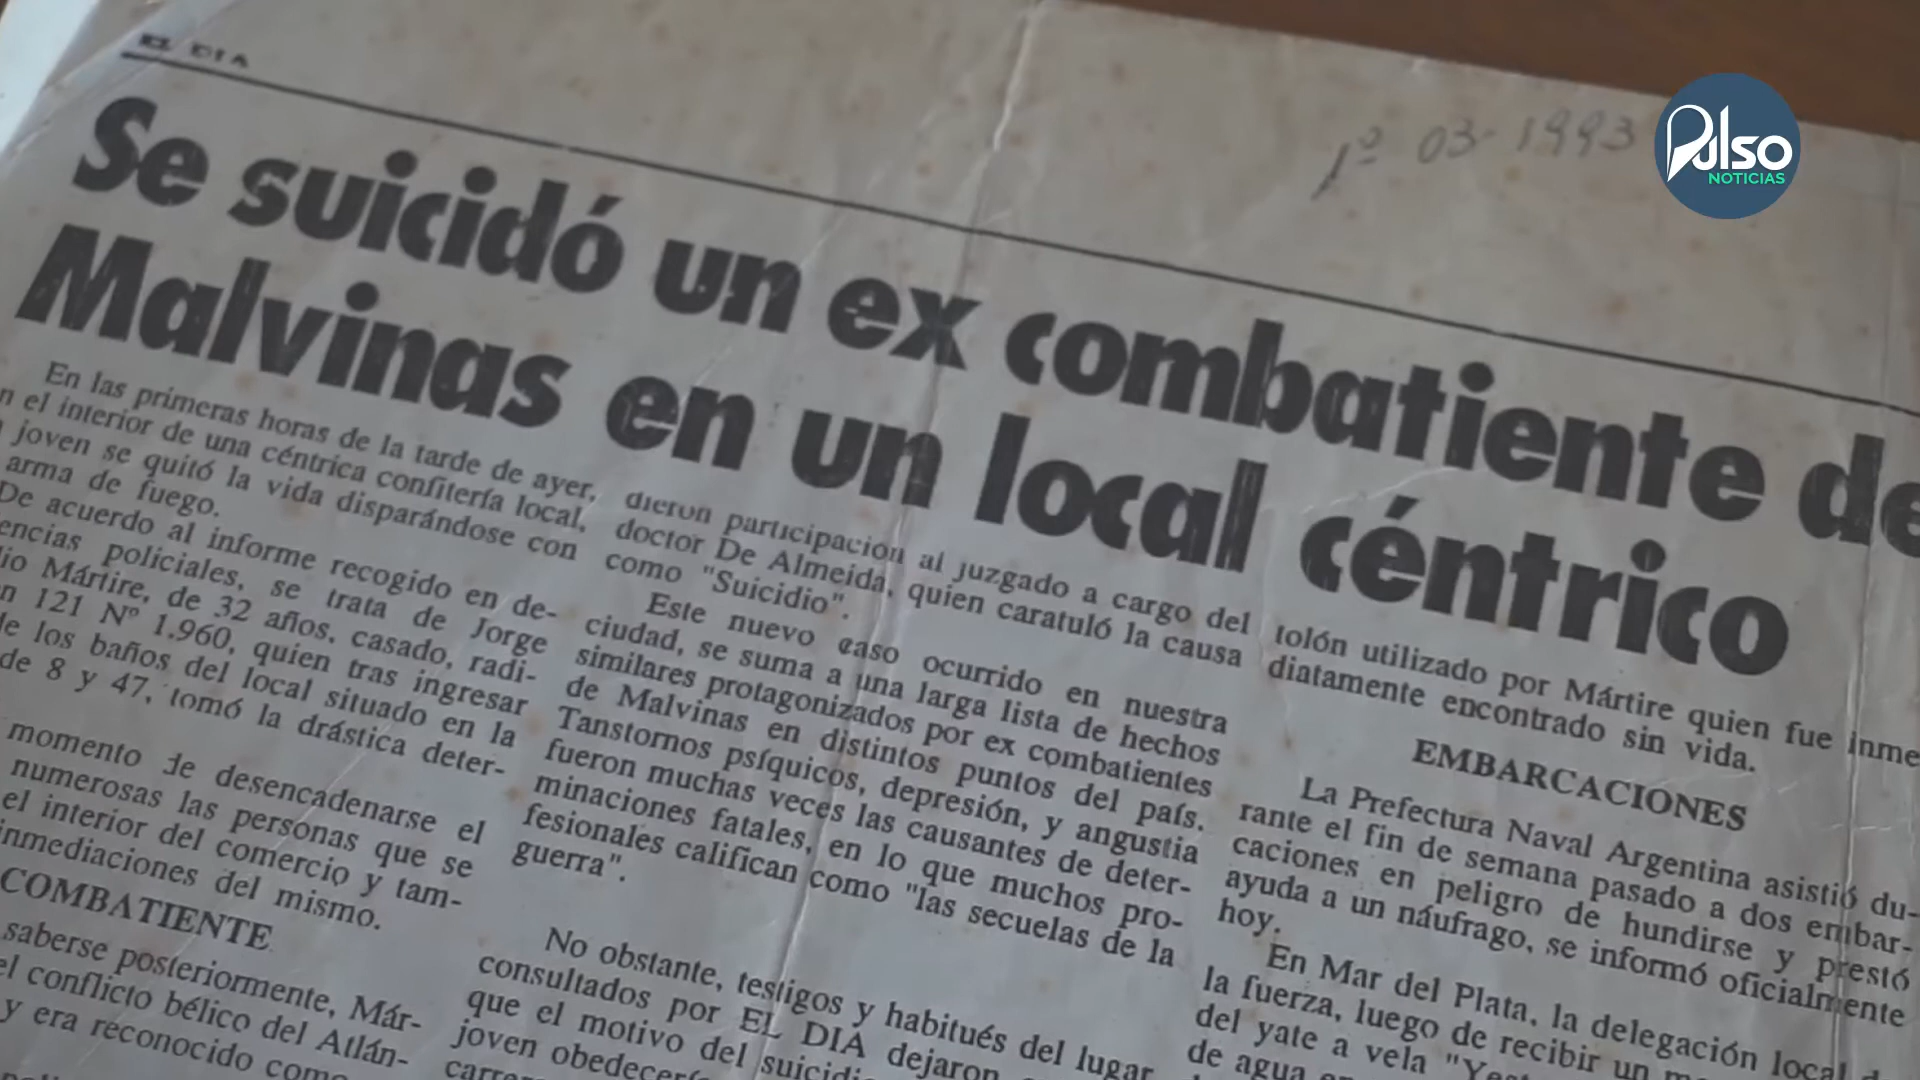 EL DIA
1º 03-1993
Pulso
NOTICIAS
Se suicidó un ex combatiente de
Malvinas en un local céntrico
En las primeras horas de la tarde de ayer,
n el interior de una céntrica confitería local,
joven se quitó la vida disparándose con
arma de fuego.
De acuerdo al informe recogido en de-
encias policiales, se trata de Jorge
lio Mártire, de 32 años, casado, radi-
n 121 Nº 1.960, quien tras ingresar
de los baños del local situado en la
de 8 y 47, tomó la drástica deter-
momento de desencadenarse el
numerosas las personas que se
el interior del comercio y tam-
inmediaciones del mismo.
COMBATIENTE
saberse posteriormente, Már-
el conflicto bélico del Atlán-
y era reconocido como
dieron participación al juzgado a cargo del
doctor De Almeida, quien caratuló la causa
como "Suicidio".
Este nuevo caso ocurrido en nuestra
ciudad, se suma a una larga lista de hechos
similares protagonizados por ex combatientes
de Malvinas en distintos puntos del país.
Tanstornos psíquicos, depresión, y angustia
fueron muchas veces las causantes de deter-
minaciones fatales, en lo que muchos pro-
fesionales califican como "las secuelas de la
guerra".
No obstante, testigos y habitués del lugar
consultados por EL DIA dejaron
que el motivo del suicidi
joven obedecería
carre
tolón utilizado por Mártire quien fue inme
diatamente encontrado sin vida.
EMBARCACIONES
La Prefectura Naval Argentina asistió du-
rante el fin de semana pasado a dos embar-
caciones en peligro de hundirse y prestó
ayuda a un náufrago, se informó oficialmente
hoy.
En Mar del Plata, la delegación local d
la fuerza, luego de recibir un m
del yate a vela "Yest
de agua en